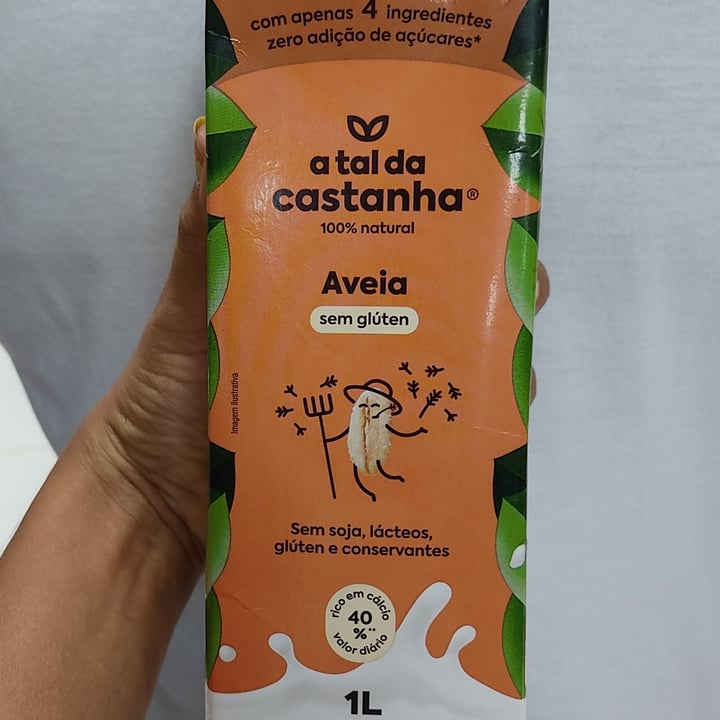 com apenas 4 ingredientes
zero adição de açúcares*
a tal da
castanha®
100% natural
Aveia
sem glúten
Imagem ilustrativa
Sem soja, lácteos,
glúten e conservantes
rico em cálcio
40
%**
valor diário
1L